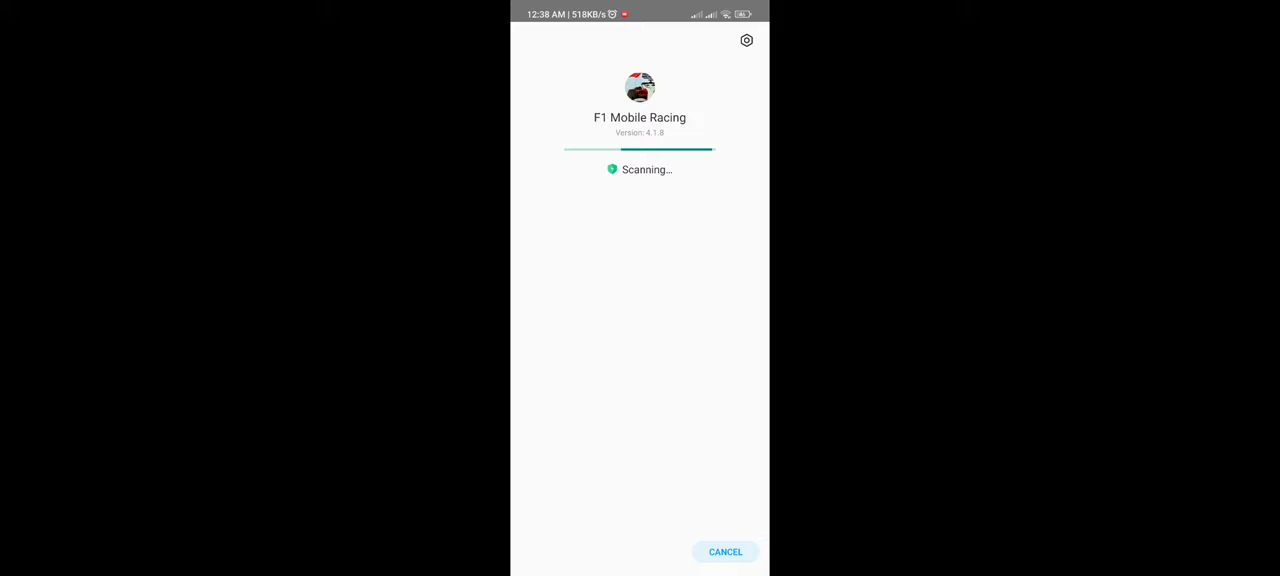 12:38 AM | 518KB/s
F1 Mobile Racing
Version: 4.1.8
Scanning...
CANCEL